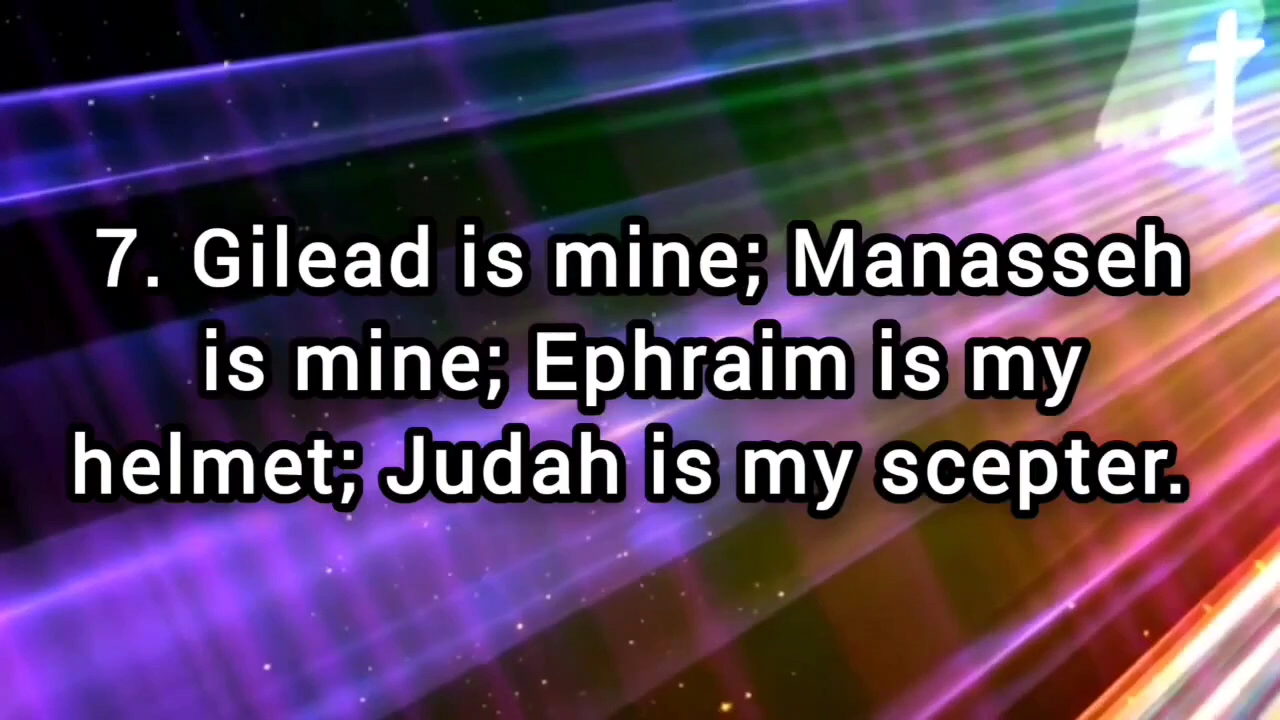 7. Gilead is mine; Manasseh
is mine; Ephraim is my
helmet; Judah is my scepter.